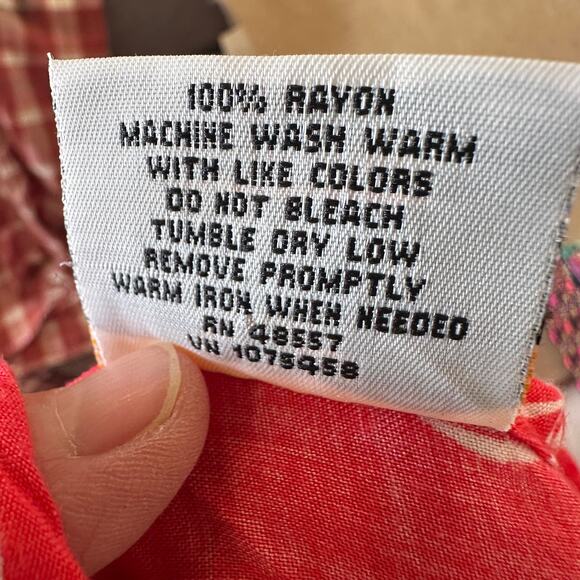 100% RAYON
MACHINE WASH WARM
WITH LIKE COLORS
DO NOT BLEACH
TUMBLE DRY LOW
REMOVE PROMPTLY
WARM IRON WHEN NEEDED
RN 48557
VN 1075458